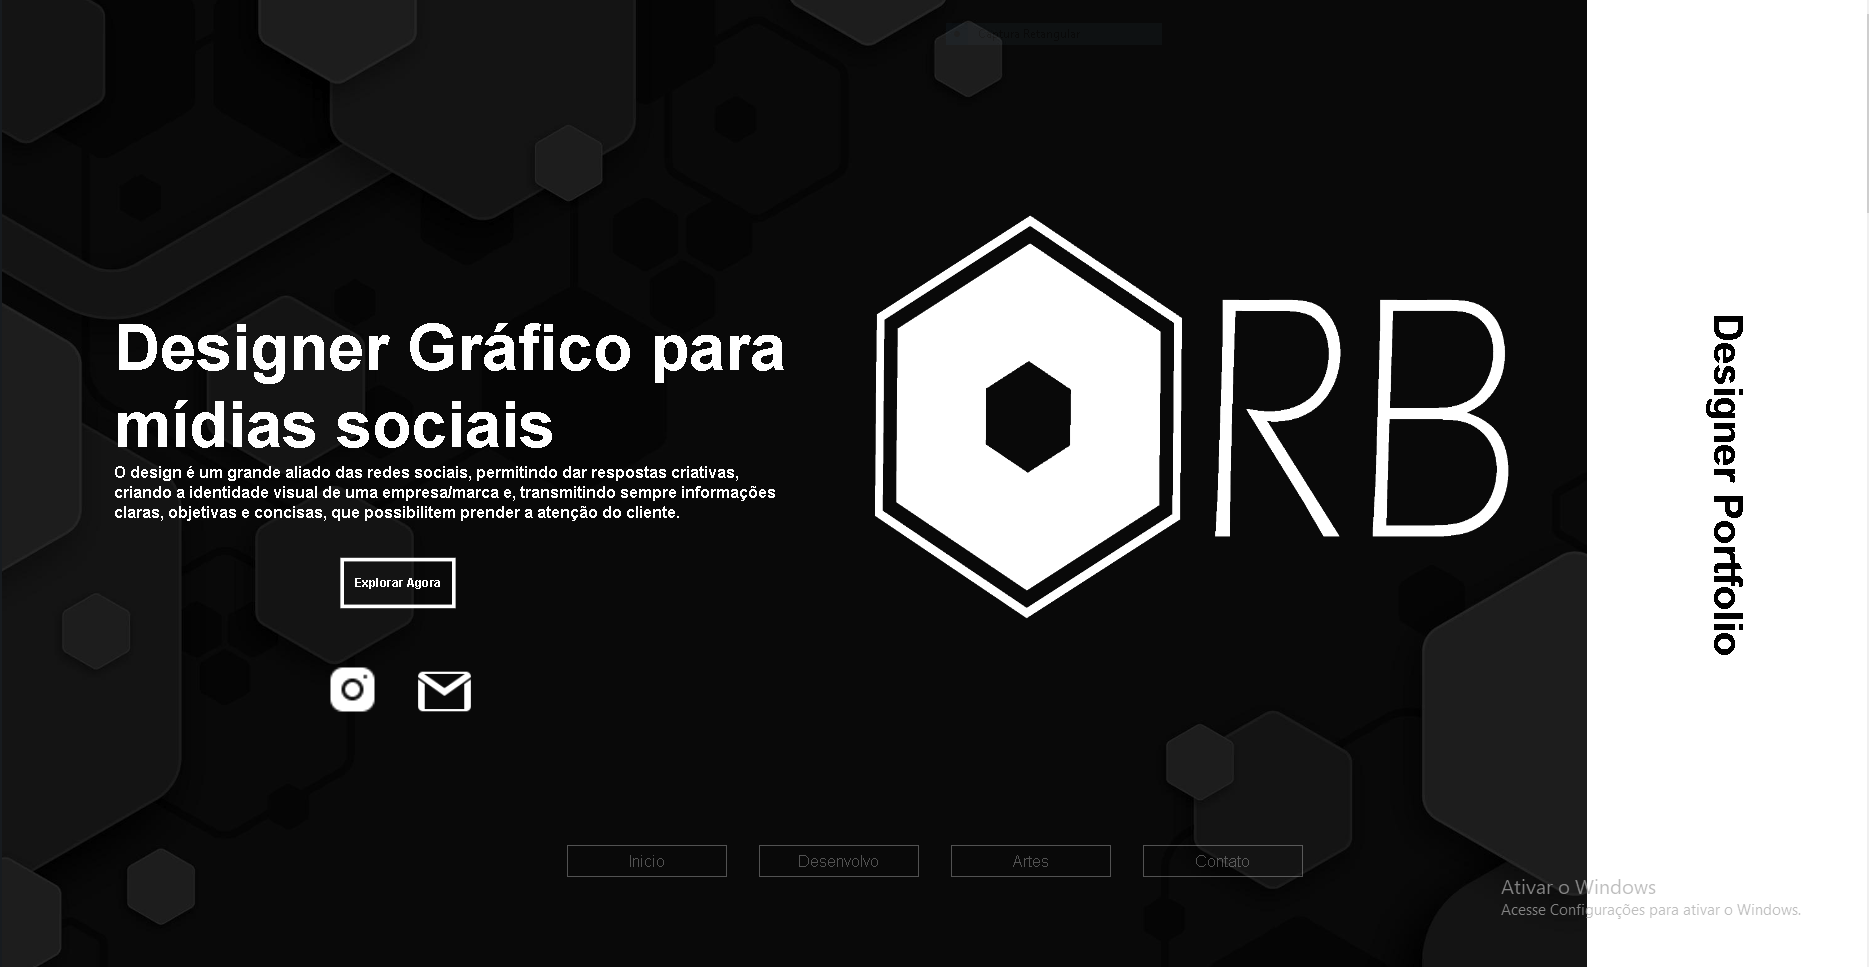 Designer Gráfico para
mídias sociais
O design é um grande aliado das redes sociais, permitindo dar respostas criativas,
criando a identidade visual de uma empresa/marca e, transmitindo sempre informações
claras, objetivas e concisas, que possibilitem prender a atenção do cliente.
Explorar Agora
ORB
Designer Portfolio
Inicio
Desenvolvo
Artes
Contato
Ativar o Windows
Acesse Configurações para ativar o Windows.